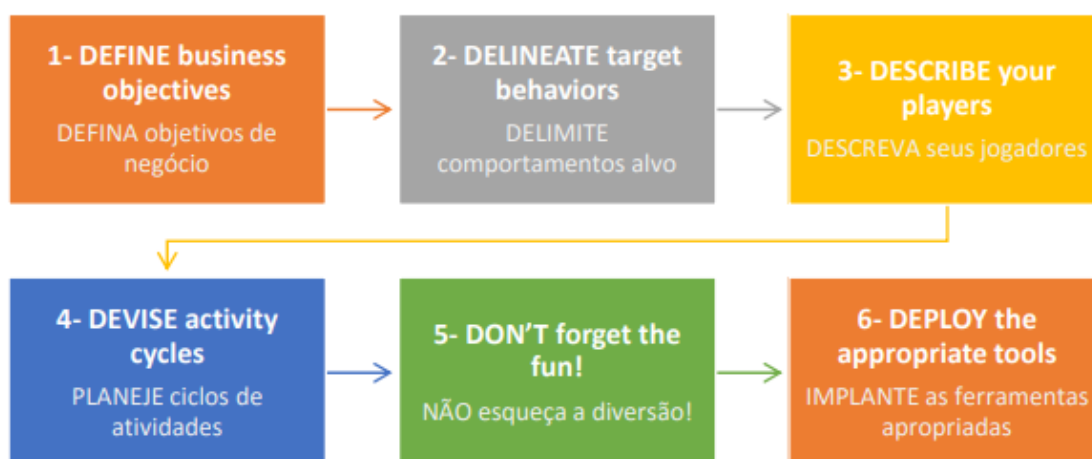 1- DEFINE business
objectives
DEFINA objetivos de
negócio
2- DELINEATE target
behaviors
DELIMITE
comportamentos alvo
3- DESCRIBE your
players
DESCREVA seus jogadores
4- DEVISE activity
cycles
PLANEJE ciclos de
atividades
5- DON’T forget the
fun!
NÃO esqueça a diversão!
6- DEPLOY the
appropriate tools
IMPLANTE as ferramentas
apropriadas